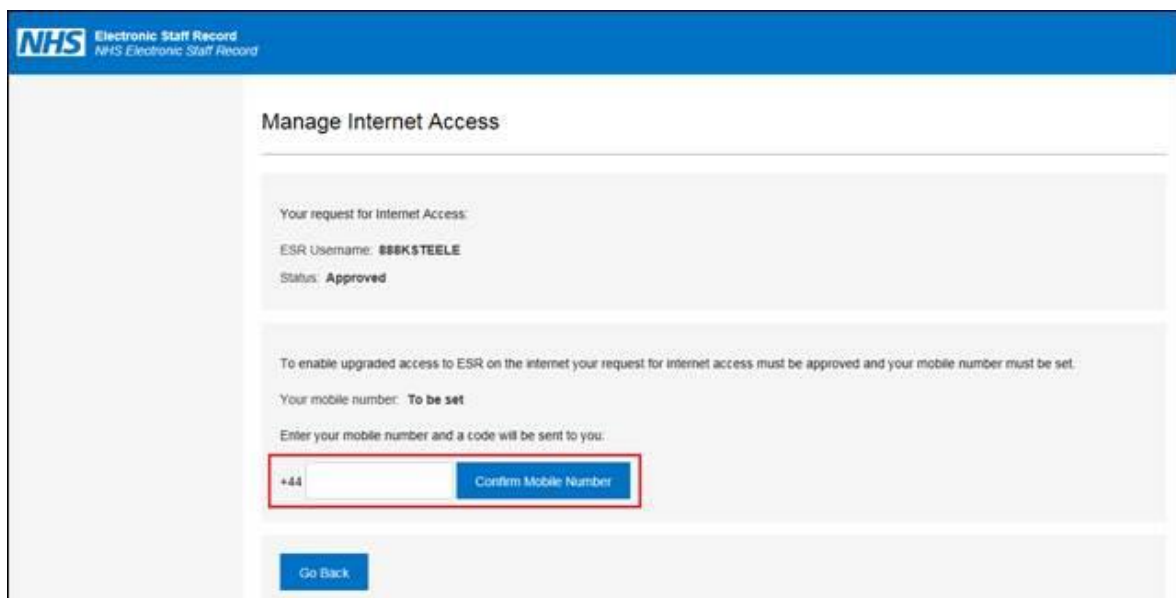 NHS
Electronic Staff Record
NHS Electronic Staff Record
Manage Internet Access
Your request for Internet Access:
ESR Username: 888KSTEELE
Status: Approved
To enable upgraded access to ESR on the internet your request for internet access must be approved and your mobile number must be set.
Your mobile number: To be set
Enter your mobile number and a code will be sent to you:
+44 Confirm Mobile Number
Go Back